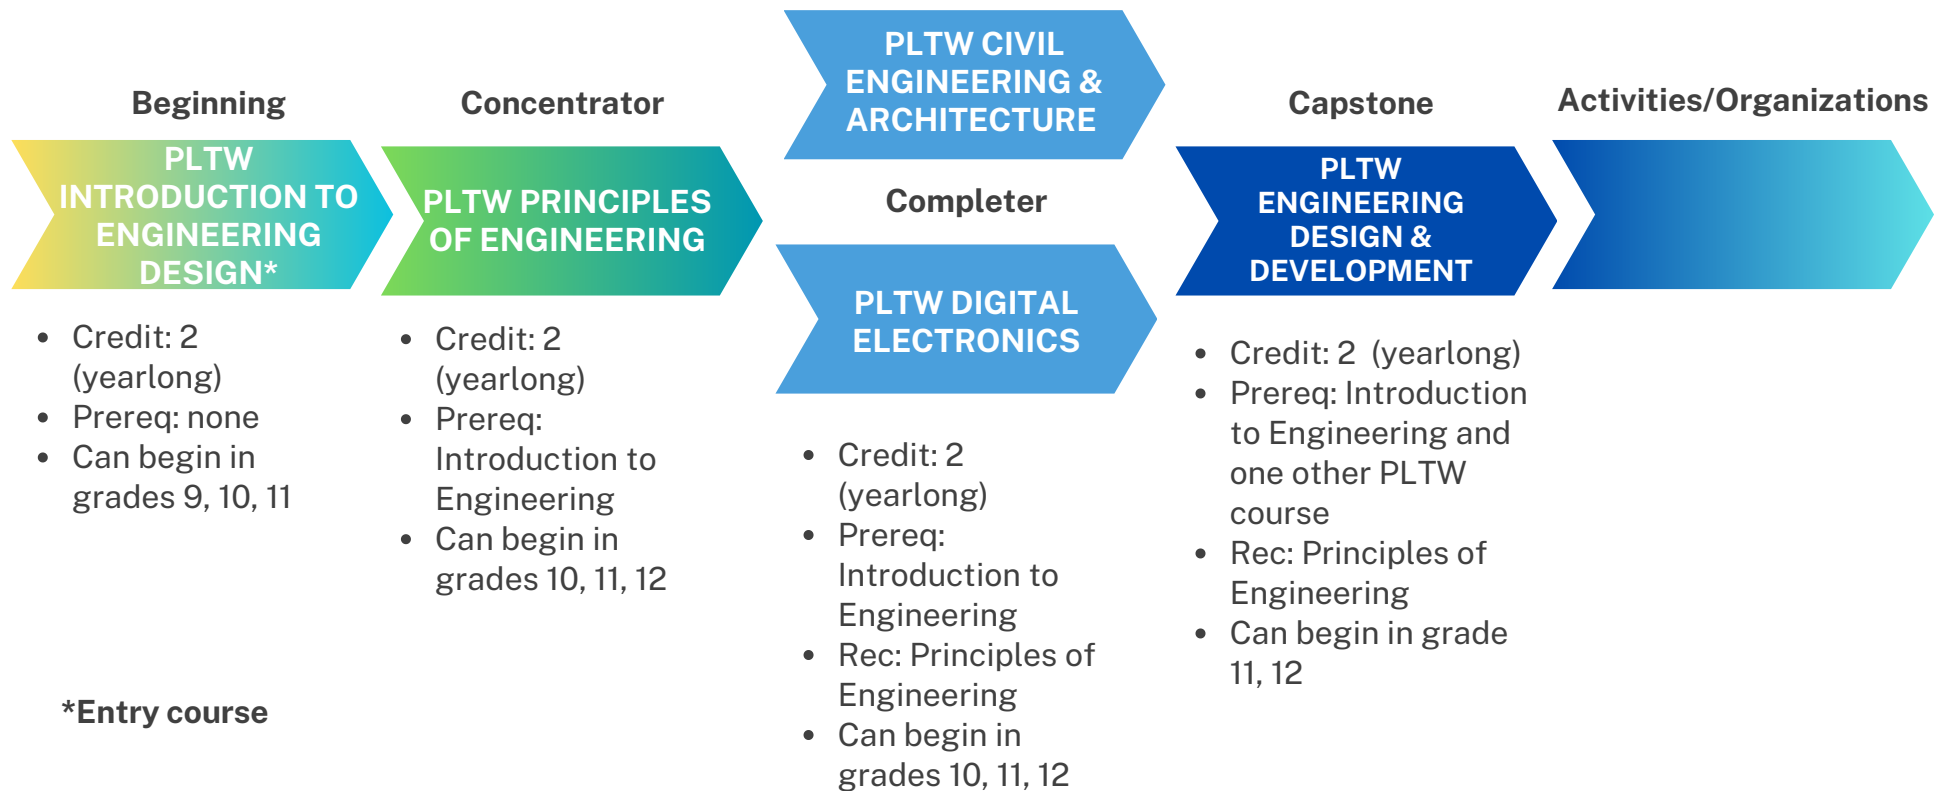 Beginning
PLTW
INTRODUCTION TO
ENGINEERING
DESIGN*
• Credit: 2
(yearlong)
• Prereq: none
• Can begin in
grades 9, 10, 11
*Entry course
Concentrator
PLTW PRINCIPLES
OF ENGINEERING
• Credit: 2
(yearlong)
• Prereq:
Introduction to
Engineering
• Can begin in
grades 10, 11, 12
PLTW CIVIL
ENGINEERING &
ARCHITECTURE
Completer
PLTW DIGITAL
ELECTRONICS
• Credit: 2
(yearlong)
• Prereq:
Introduction to
Engineering
• Rec: Principles of
Engineering
• Can begin in
grades 10, 11, 12
Capstone
PLTW
ENGINEERING
DESIGN &
DEVELOPMENT
• Credit: 2  (yearlong)
• Prereq: Introduction
to Engineering and
one other PLTW
course
• Rec: Principles of
Engineering
• Can begin in grade
11, 12
Activities/Organizations